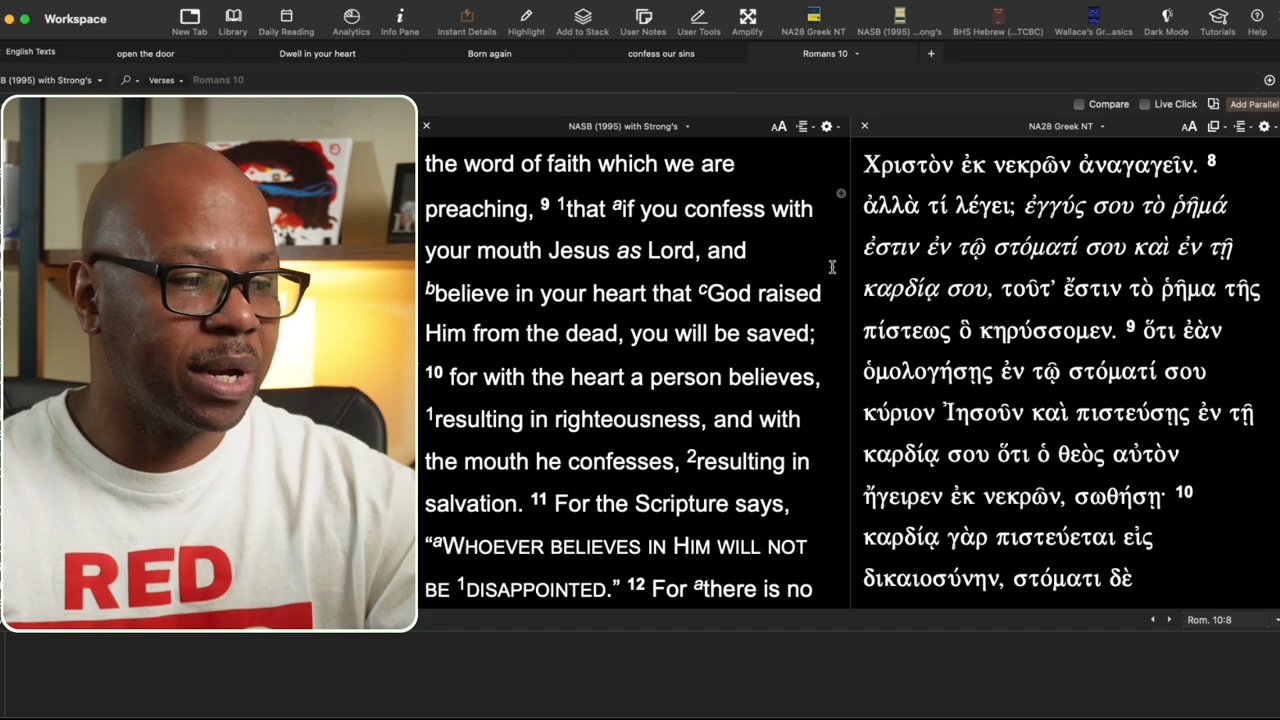 Workspace
New Tab
Library
Daily Reading
Analytics
Info Pane
Instant Details
Highlight
Add to Stack
User Notes
User Tools
Amplify
NA28 Greek NT
NASB (1995) ...ong's
BHS Hebrew (...TCBC)
Wallace's Gr...asics
Dark Mode
Tutorials
Help
English Texts
open the door
Dwell in your heart
Born again
confess our sins
Romans 10
+
B (1995) with Strong's
Verses
Romans 10
Compare
Live Click
Add Parallel
NASB (1995) with Strong's
the word of faith which we are
preaching, 9 1that aif you confess with
your mouth Jesus as Lord, and
bbelieve in your heart that cGod raised
Him from the dead, you will be saved;
10 for with the heart a person believes,
1resulting in righteousness, and with
the mouth he confesses, 2resulting in
salvation. 11 For the Scripture says,
“aWHOEVER BELIEVES IN HIM WILL NOT
BE 1DISAPPOINTED.” 12 For athere is no
NA28 Greek NT
Χριστὸν ἐκ νεκρῶν ἀναγαγεῖν. 8
ἀλλὰ τί λέγει; ἐγγύς σου τὸ ῥῆμά
ἐστιν ἐν τῷ στόματί σου καὶ ἐν τῇ
καρδίᾳ σου, τοῦτ’ ἔστιν τὸ ῥῆμα τῆς
πίστεως ὃ κηρύσσομεν. 9 ὅτι ἐὰν
ὁμολογήσῃς ἐν τῷ στόματί σου
κύριον Ἰησοῦν καὶ πιστεύσῃς ἐν τῇ
καρδίᾳ σου ὅτι ὁ θεὸς αὐτὸν
ἤγειρεν ἐκ νεκρῶν, σωθήσῃ· 10
καρδίᾳ γὰρ πιστεύεται εἰς
δικαιοσύνην, στόματι δὲ
Rom. 10:8
RED